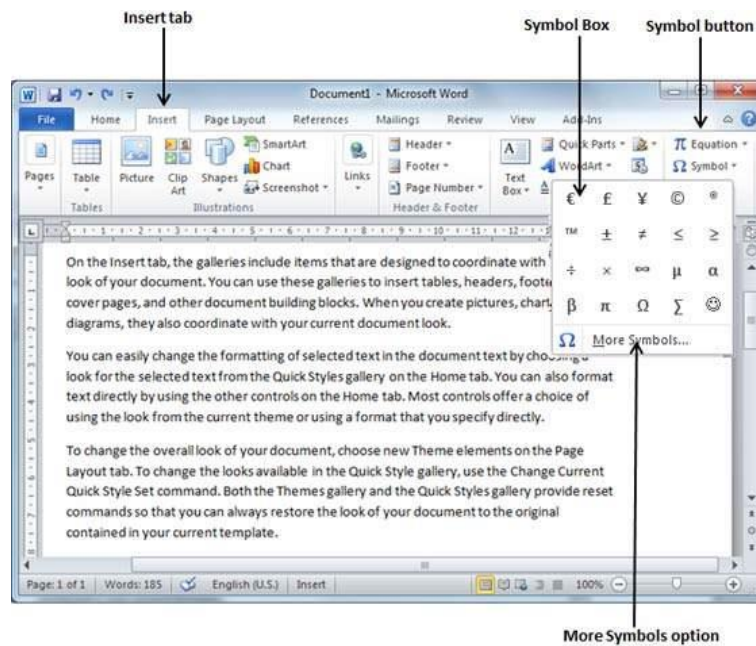 Insert tab
Symbol Box
Symbol button
Document1 - Microsoft Word
File Home Insert Page Layout References Mailings Review View Add-Ins
Pages
Table
Tables
Picture
Clip Art
Shapes
SmartArt
Chart
Screenshot
Illustrations
Links
Header
Footer
Page Number
Header & Footer
A
Text Box
Quick Parts
WordArt
π Equation
Ω Symbol
€ £ ¥ © ®
™ ± ≠ ≤ ≥
÷ × ∞ µ α
β π Ω ∑ ☺
Ω More Symbols...
On the Insert tab, the galleries include items that are designed to coordinate with
look of your document. You can use these galleries to insert tables, headers,
cover pages, and other document building blocks. When you create pictures,
diagrams, they also coordinate with your current document look.
You can easily change the formatting of selected text in the document text by choosing a
look for the selected text from the Quick Styles gallery on the Home tab. You can also format
text directly by using the other controls on the Home tab. Most controls offer a choice of
using the look from the current theme or using a format that you specify directly.
To change the overall look of your document, choose new Theme elements on the Page
Layout tab. To change the looks available in the Quick Style gallery, use the Change Current
Quick Style Set command. Both the Themes gallery and the Quick Styles gallery provide reset
commands so that you can always restore the look of your document to the original
contained in your current template.
Page: 1 of 1 Words: 185 English (U.S.) Insert 100%
More Symbols option